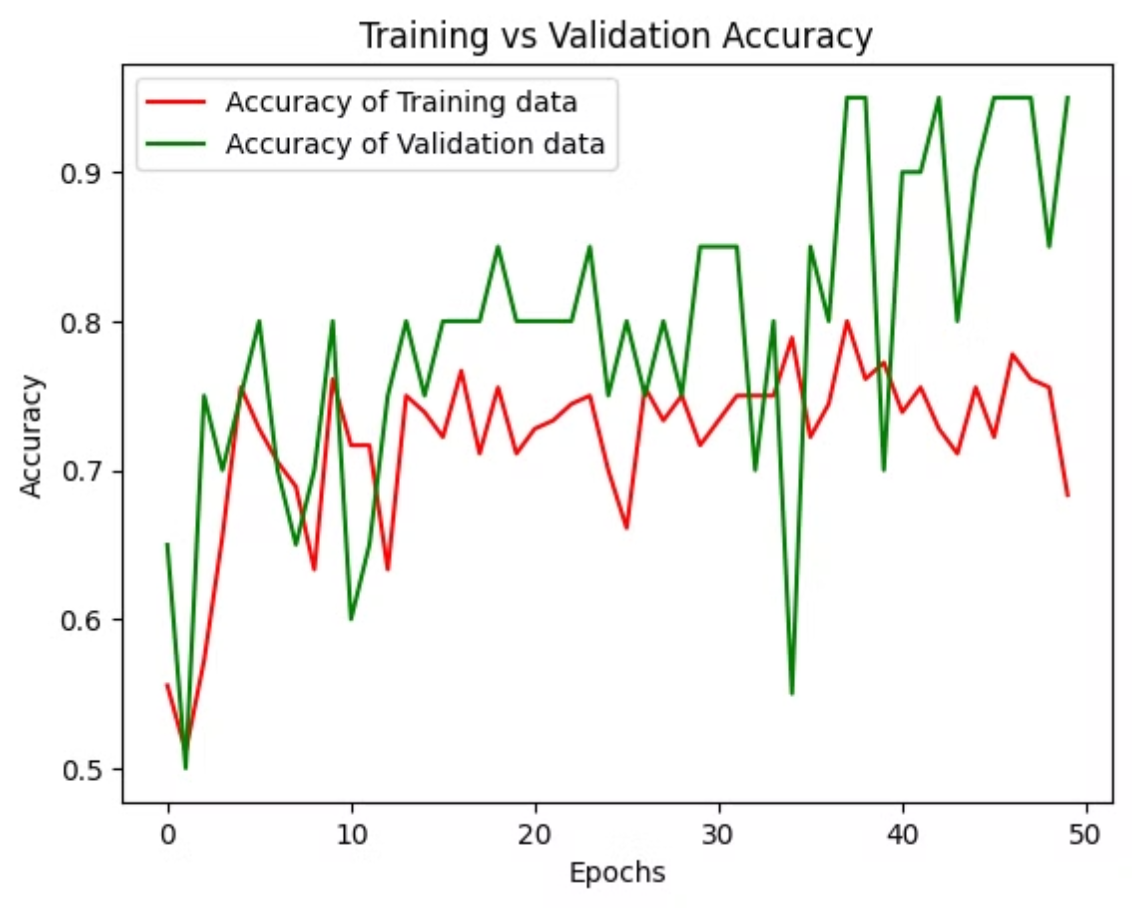 Training vs Validation Accuracy
Accuracy of Training data
Accuracy of Validation data
Accuracy
0.9
0.8
0.7
0.6
0.5
0 10 20 30 40 50
Epochs